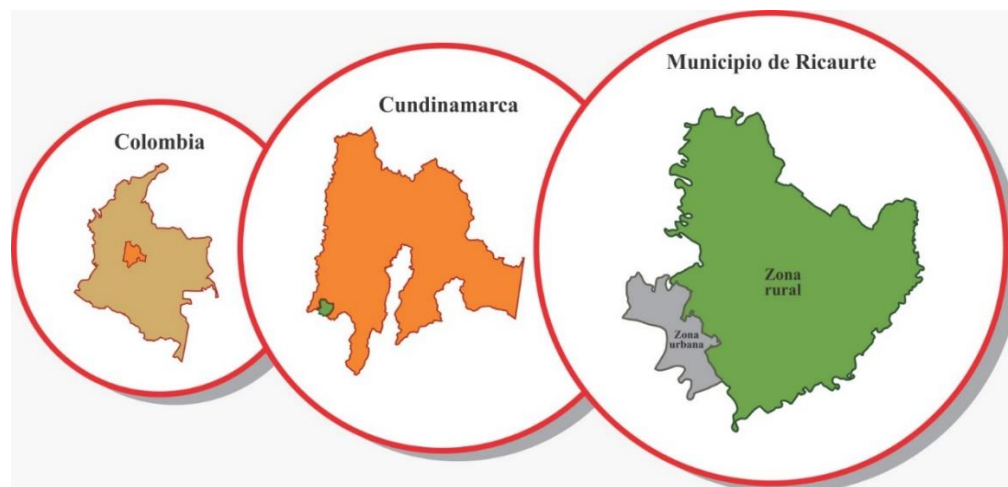 Colombia
Cundinamarca
Municipio de Ricaurte
Zona
rural
Zona
urbana